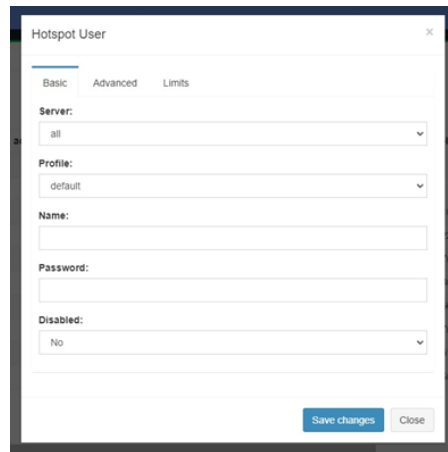 Hotspot User
×
Basic Advanced Limits
Server:
all
Profile:
default
Name:
Password:
Disabled:
No
Save changes Close